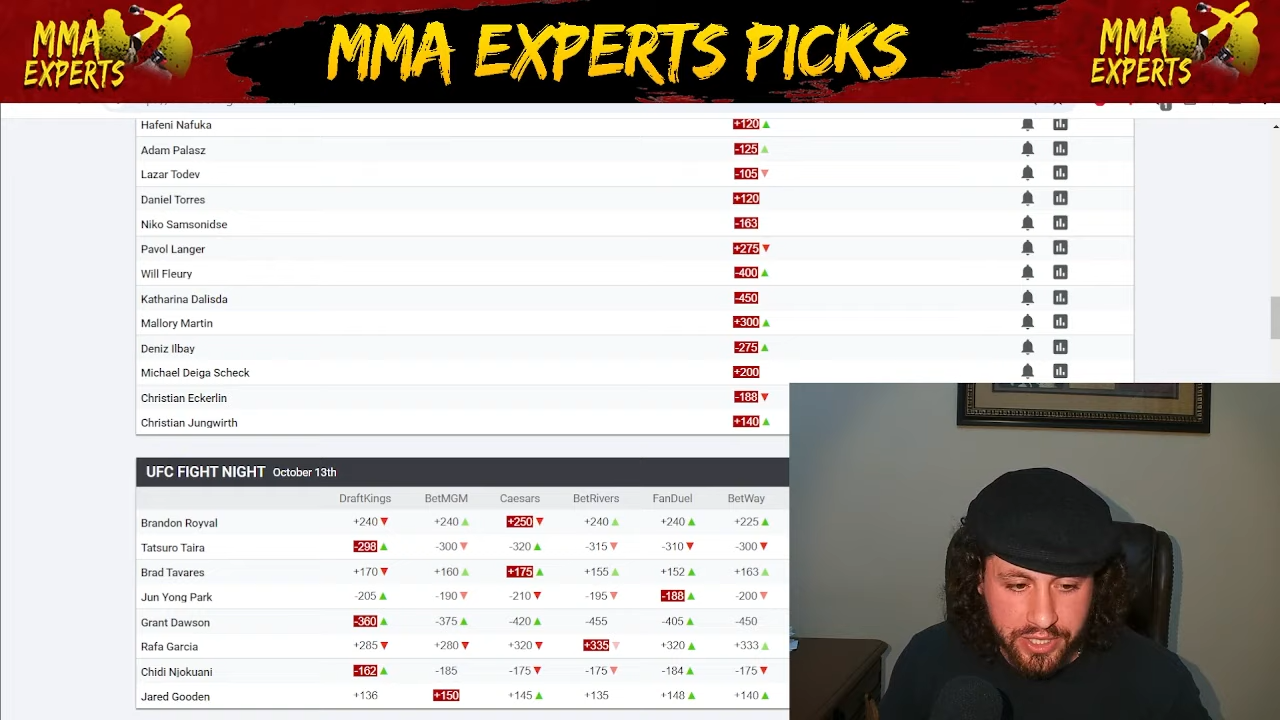 MMA EXPERTS
MMA EXPERTS PICKS
MMA EXPERTS
Hafeni Nafuka +120
Adam Palasz -125
Lazar Todev -105
Daniel Torres +120
Niko Samsonidse -163
Pavol Langer +275
Will Fleury -400
Katharina Dalisda -450
Mallory Martin +300
Deniz Ilbay -275
Michael Deiga Scheck +200
Christian Eckerlin -188
Christian Jungwirth +140
UFC FIGHT NIGHT October 13th
DraftKings BetMGM Caesars BetRivers FanDuel BetWay
Brandon Royval +240 +240 +250 +240 +240 +225
Tatsuro Taira -298 -300 -320 -315 -310 -300
Brad Tavares +170 +160 +175 +155 +152 +163
Jun Yong Park -205 -190 -210 -195 -188 -200
Grant Dawson -360 -375 -420 -455 -405 -450
Rafa Garcia +285 +280 +320 +335 +320 +333
Chidi Njokuani -162 -185 -175 -175 -184 -175
Jared Gooden +136 +150 +145 +135 +148 +140